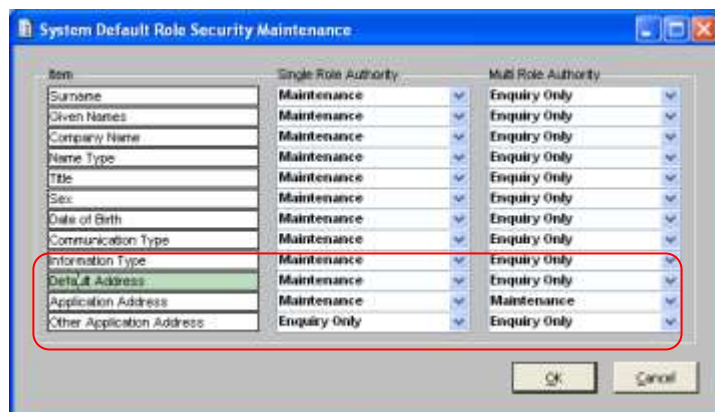 System Default Role Security Maintenance
Item Single Role Authority Multi Role Authority
Surname Maintenance Enquiry Only
Given Names Maintenance Enquiry Only
Company Name Maintenance Enquiry Only
Name Type Maintenance Enquiry Only
Title Maintenance Enquiry Only
Sex Maintenance Enquiry Only
Date of Birth Maintenance Enquiry Only
Communication Type Maintenance Enquiry Only
Information Type Maintenance Enquiry Only
Default Address Maintenance Enquiry Only
Application Address Maintenance Maintenance
Other Application Address Enquiry Only Enquiry Only
OK Cancel